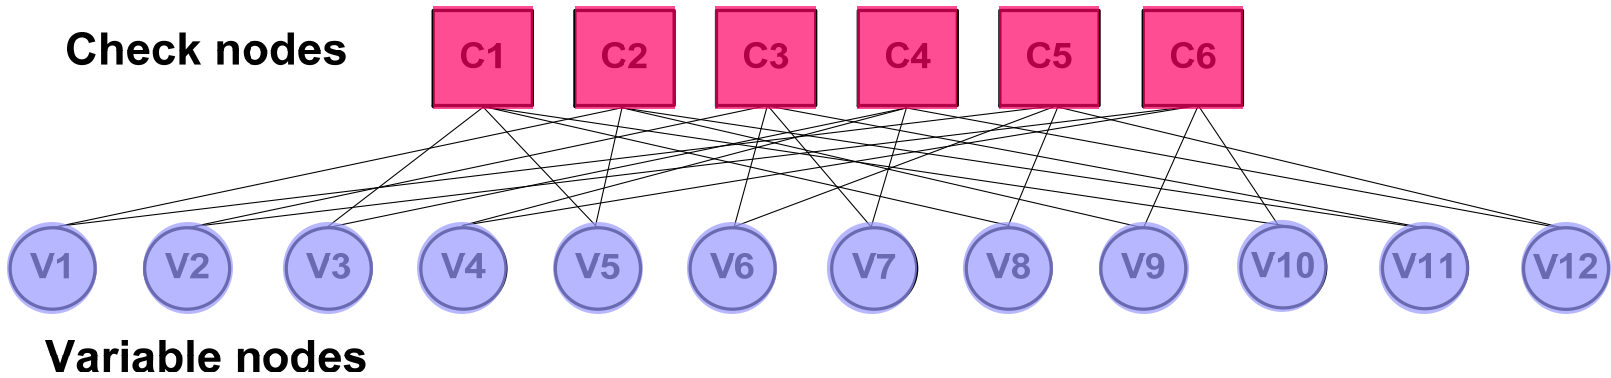 Check nodes
C1 C2 C3 C4 C5 C6
V1 V2 V3 V4 V5 V6 V7 V8 V9 V10 V11 V12
Variable nodes